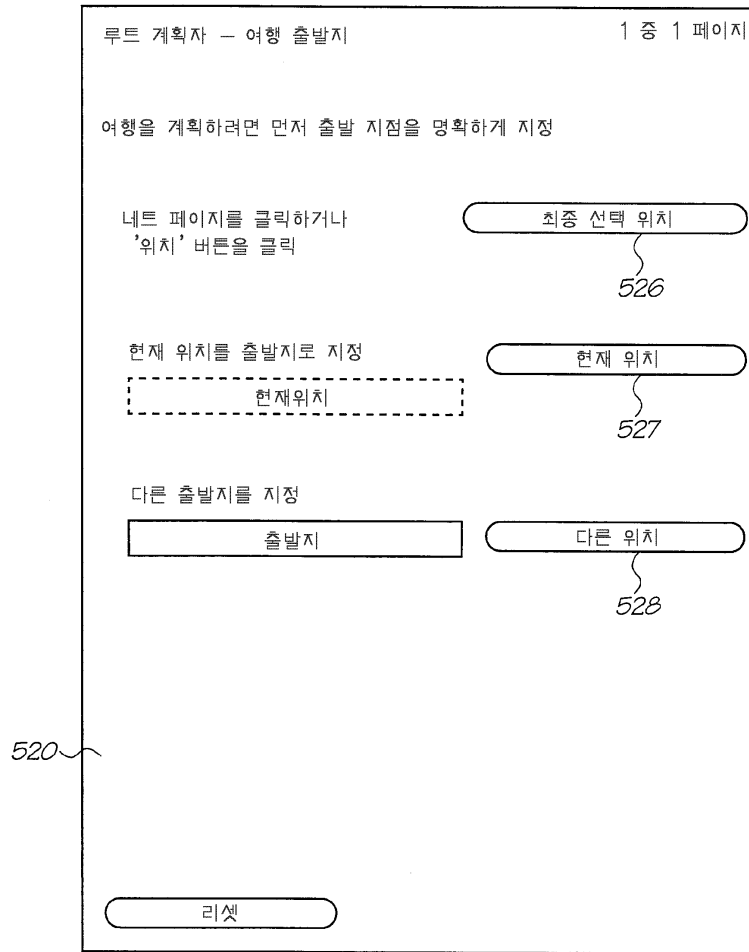 루트 계획자 – 여행 출발지 1 중 1 페이지
여행을 계획하려면 먼저 출발 지점을 명확하게 지정
네트 페이지를 클릭하거나 최종 선택 위치
'위치' 버튼을 클릭
526
현재 위치를 출발지로 지정 현재 위치
현재위치
527
다른 출발지를 지정
출발지 다른 위치
528
520
리셋